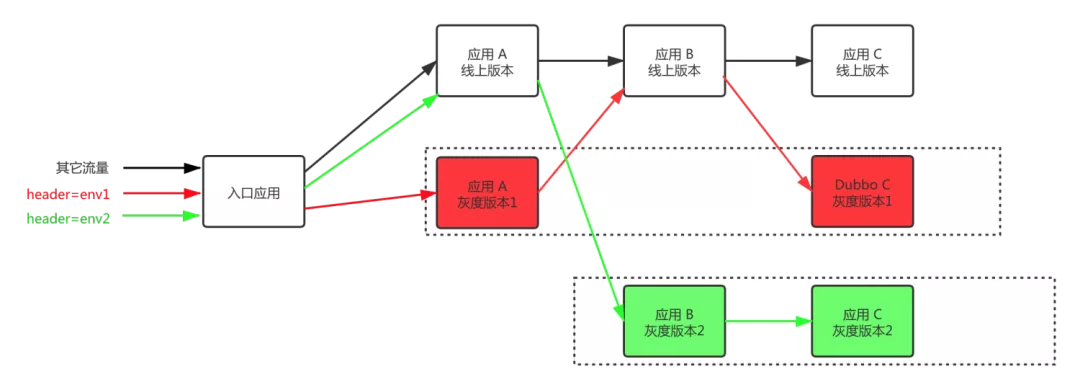 应用 A
线上版本
应用 B
线上版本
应用 C
线上版本
其它流量
header=env1
header=env2
入口应用
应用 A
灰度版本1
Dubbo C
灰度版本1
应用 B
灰度版本2
应用 C
灰度版本2